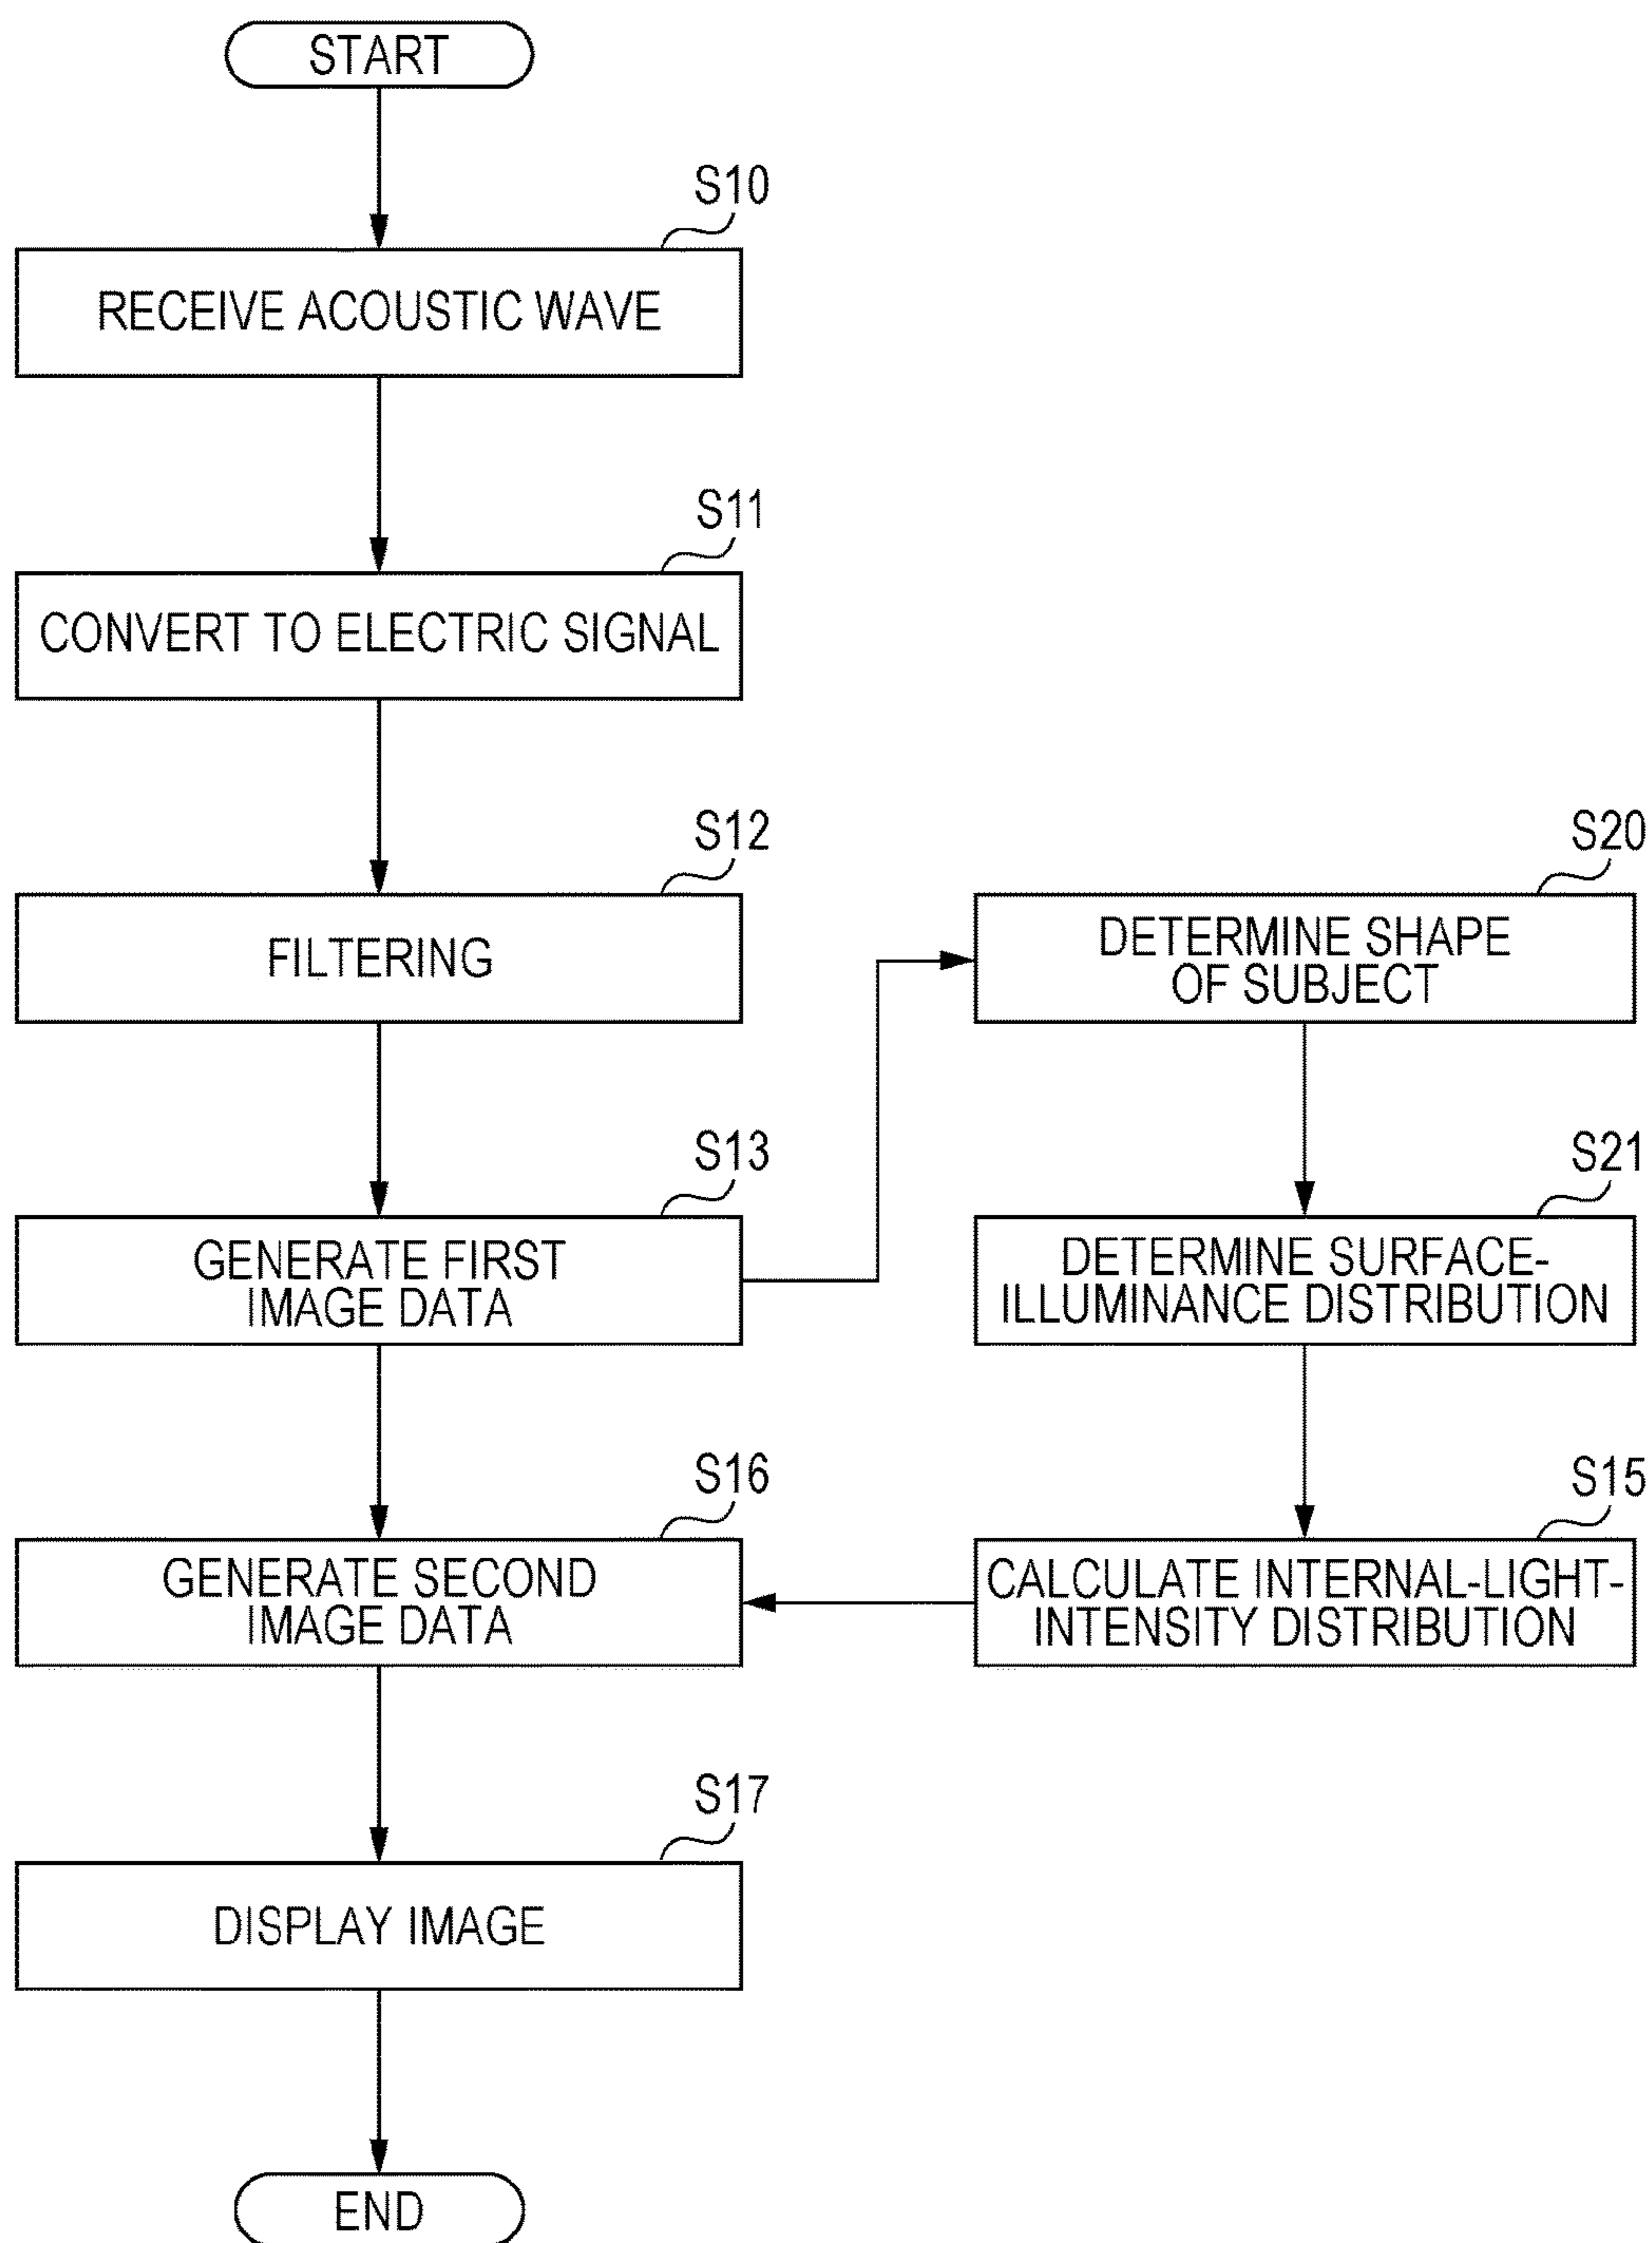 START
S10
RECEIVE ACOUSTIC WAVE
S11
CONVERT TO ELECTRIC SIGNAL
S12
FILTERING
S13
GENERATE FIRST
IMAGE DATA
S20
DETERMINE SHAPE
OF SUBJECT
S21
DETERMINE SURFACE-
ILLUMINANCE DISTRIBUTION
S15
CALCULATE INTERNAL-LIGHT-
INTENSITY DISTRIBUTION
S16
GENERATE SECOND
IMAGE DATA
S17
DISPLAY IMAGE
END